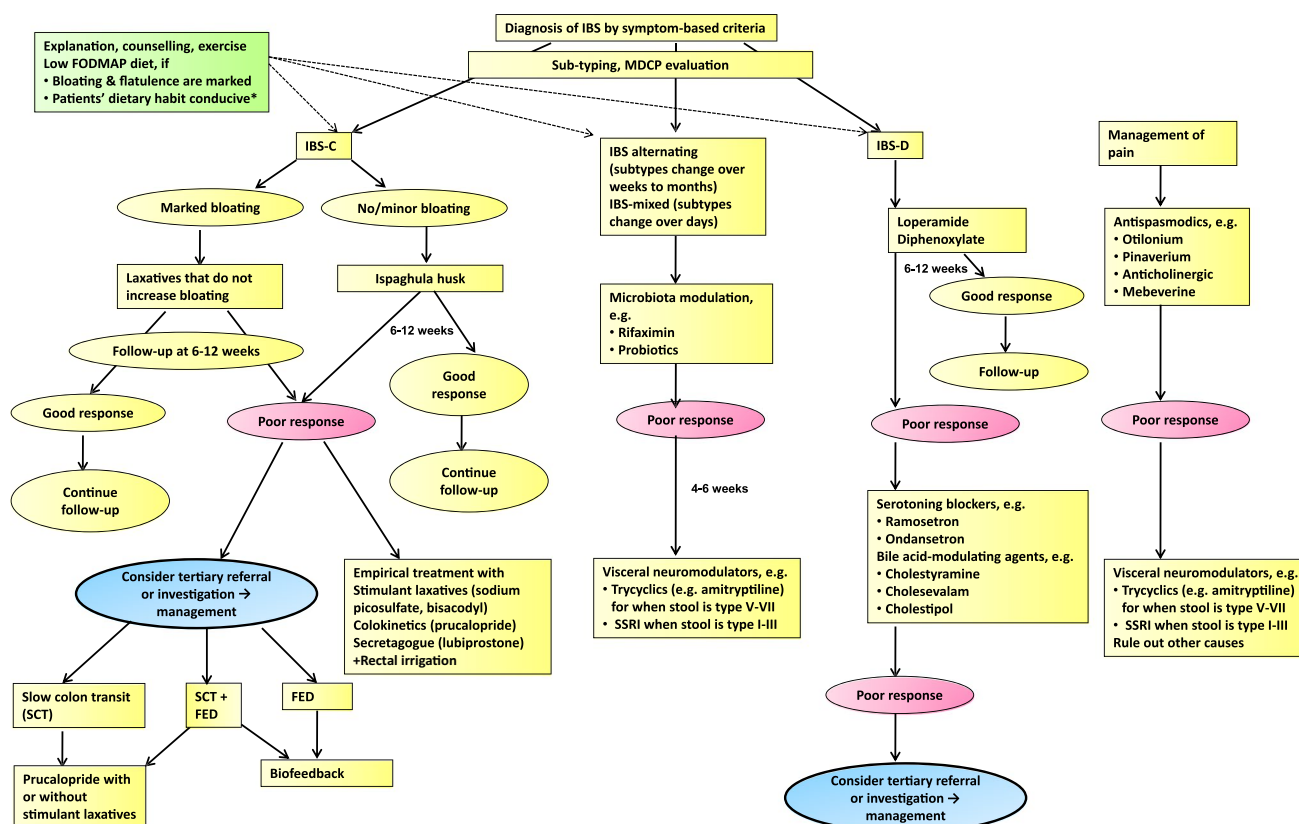 Diagnosis of IBS by symptom-based criteria
Explanation, counselling, exercise
Low FODMAP diet, if
• Bloating & flatulence are marked
• Patients’ dietary habit conducive*
Sub-typing, MDCP evaluation
IBS-C
IBS alternating
(subtypes change over
weeks to months)
IBS-mixed (subtypes
change over days)
IBS-D
Management of
pain
Marked bloating
No/minor bloating
Loperamide
Diphenoxylate
Antispasmodics, e.g.
• Otilonium
• Pinaverium
• Anticholinergic
• Mebeverine
Laxatives that do not
increase bloating
Ispaghula husk
6-12 weeks
Good response
Follow-up
Microbiota modulation,
e.g.
• Rifaximin
• Probiotics
Follow-up at 6-12 weeks
6-12 weeks
Good
response
Good response
Poor response
Poor response
Poor response
Poor response
Continue
follow-up
Continue
follow-up
4-6 weeks
Serotoning blockers, e.g.
• Ramosetron
• Ondansetron
Bile acid-modulating agents, e.g.
• Cholestyramine
• Cholesevalam
• Cholestipol
Consider tertiary referral
or investigation →
management
Empirical treatment with
Stimulant laxatives (sodium
picosulfate, bisacodyl)
Colokinetics (prucalopride)
Secretagogue (lubiprostone)
+Rectal irrigation
Visceral neuromodulators, e.g.
• Trycyclics (e.g. amitryptiline)
for when stool is type V-VII
• SSRI when stool is type I-III
Visceral neuromodulators, e.g.
• Trycyclics (e.g. amitryptiline)
for when stool is type V-VII
• SSRI when stool is type I-III
Rule out other causes
Slow colon transit
(SCT)
SCT +
FED
FED
Poor response
Prucalopride with
or without
stimulant laxatives
Biofeedback
Consider tertiary referral
or investigation →
management